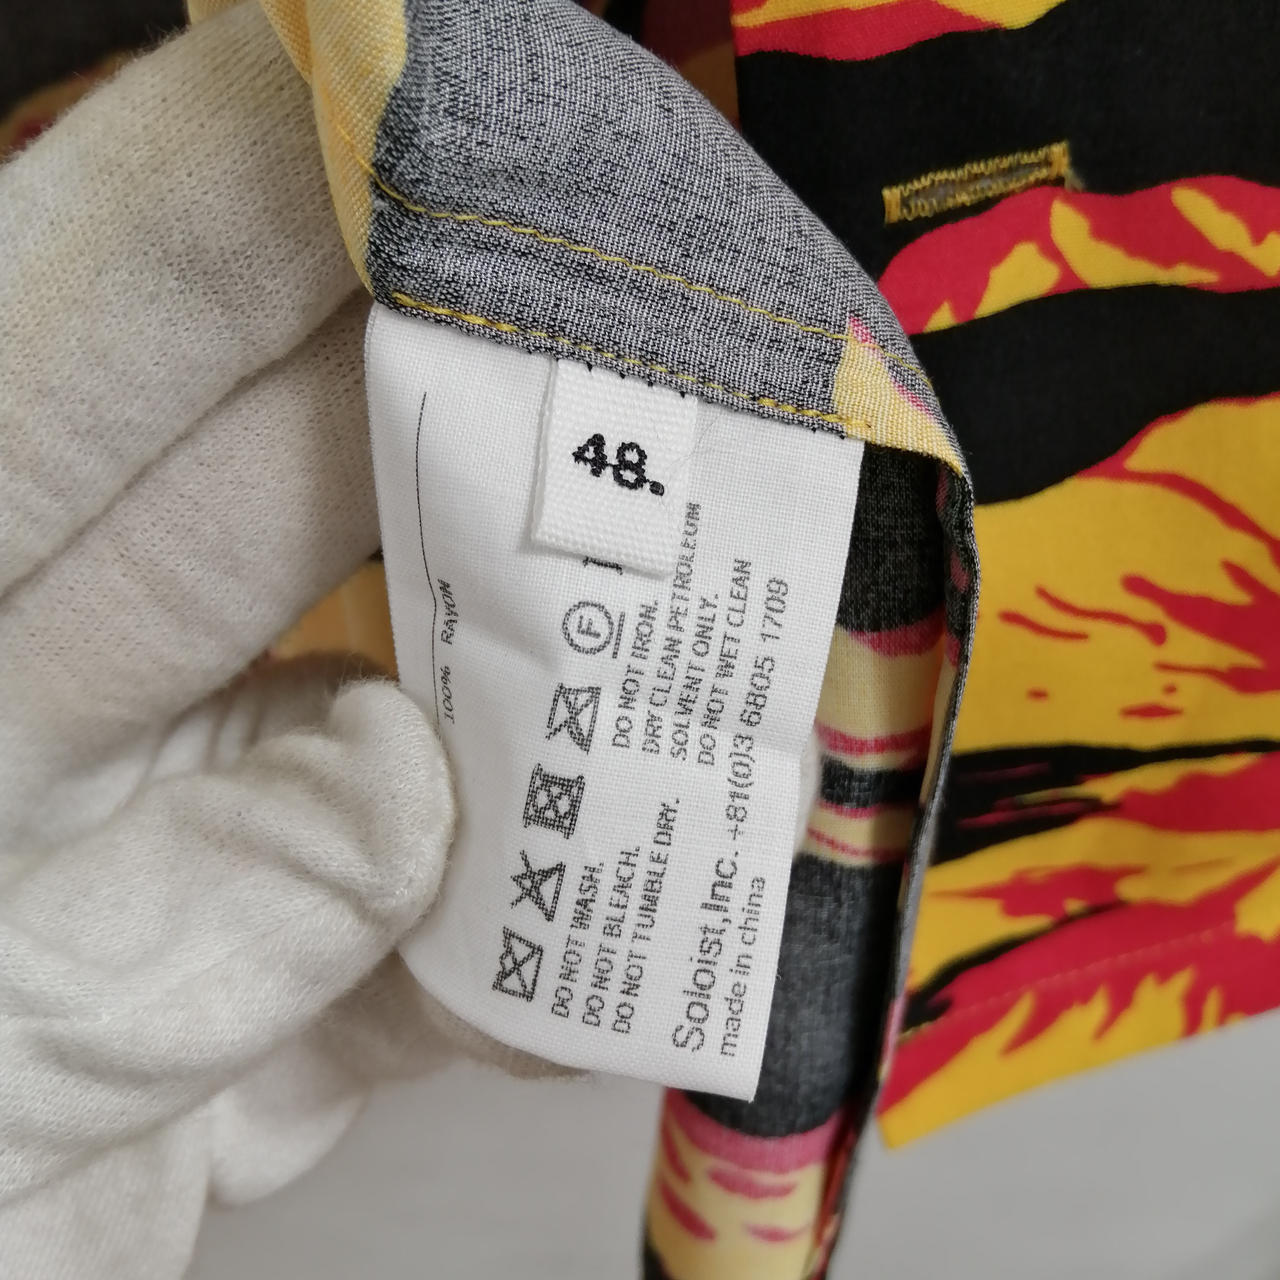 48.
100% RAYON
F
DO NOT IRON.
DRY CLEAN PETROLEUM
SOLVENT ONLY.
DO NOT WET CLEAN
DO NOT WASH.
DO NOT BLEACH.
DO NOT TUMBLE DRY.
Soloist,Inc. +81(0)3 6805 1709
made in china